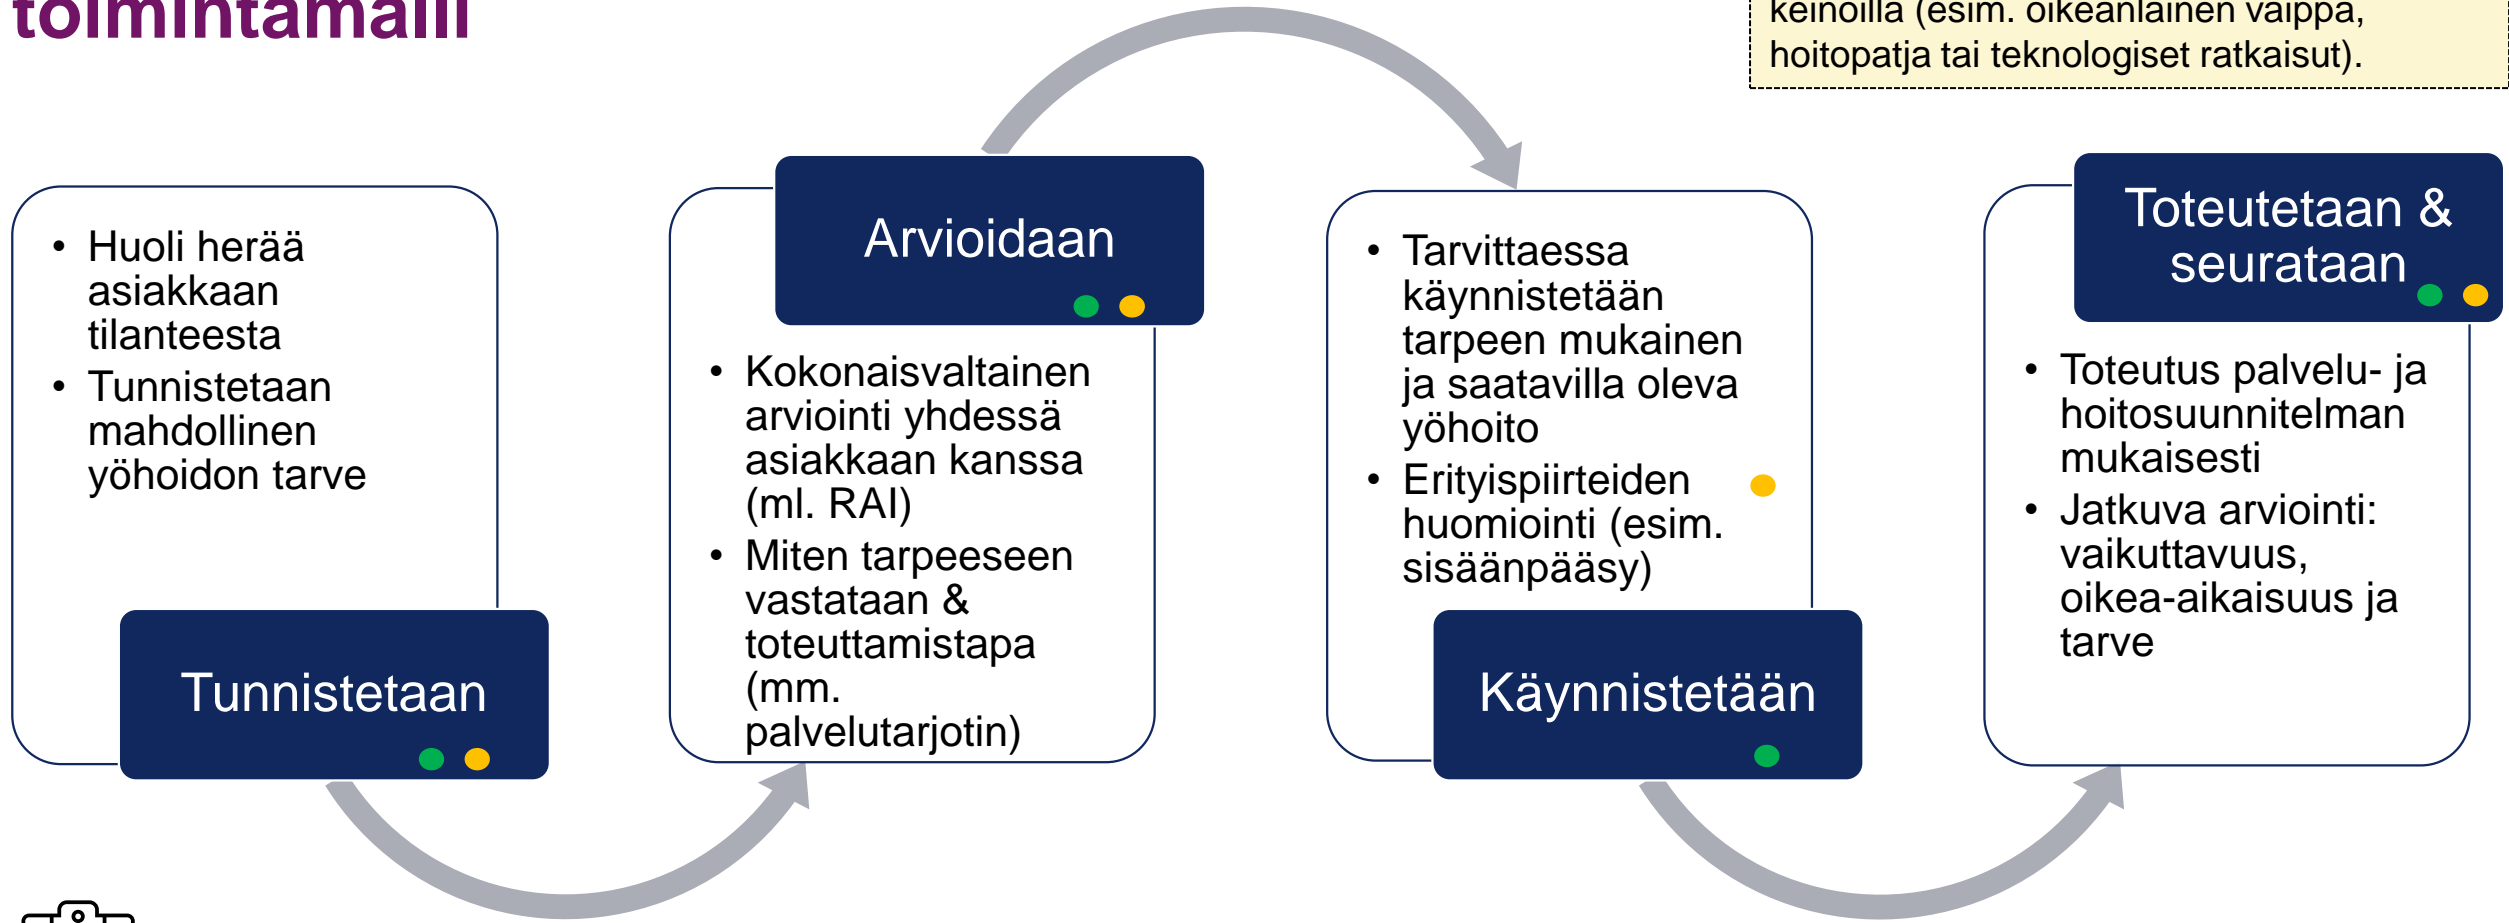 toimintamalli
keinoilla (esim. oikeanlainen vaippa,
hoitopatja tai teknologiset ratkaisut).
• Huoli herää
asiakkaan
tilanteesta
• Tunnistetaan
mahdollinen
yöhoidon tarve
Tunnistetaan
Arvioidaan
• Kokonaisvaltainen
arviointi yhdessä
asiakkaan kanssa
(ml. RAI)
• Miten tarpeeseen
vastataan &
toteuttamistapa
(mm.
palvelutarjotin)
• Tarvittaessa
käynnistetään
tarpeen mukainen
ja saatavilla oleva
yöhoito
• Erityispiirteiden
huomiointi (esim.
sisäänpääsy)
Käynnistetään
Toteutetaan &
seurataan
• Toteutus palvelu- ja
hoitosuunnitelman
mukaisesti
• Jatkuva arviointi:
vaikuttavuus,
oikea-aikaisuus ja
tarve